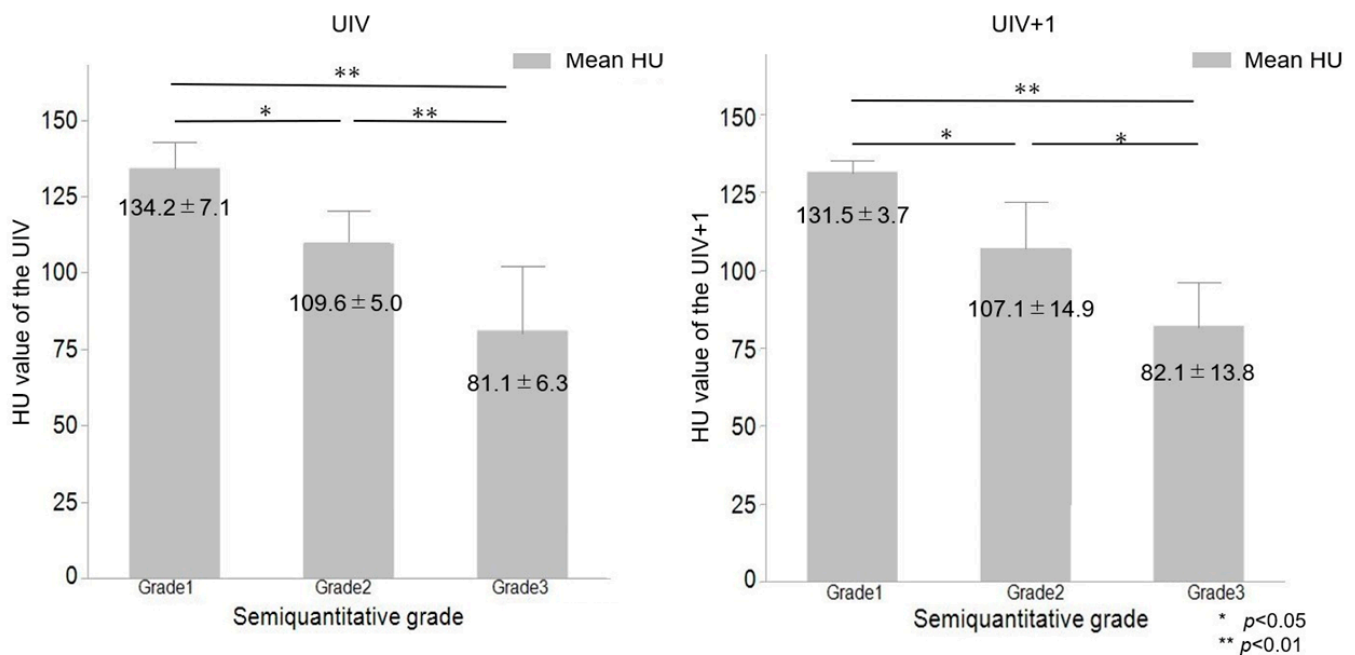 UIV
Mean HU
**
*
**
150
125
100
75
50
25
0
HU value of the UIV
134.2±7.1
109.6±5.0
81.1±6.3
Grade1
Grade2
Grade3
Semiquantitative grade
UIV+1
Mean HU
**
*
*
150
125
100
75
50
25
0
HU value of the UIV+1
131.5±3.7
107.1±14.9
82.1±13.8
Grade1
Grade2
Grade3
Semiquantitative grade
* p<0.05
** p<0.01